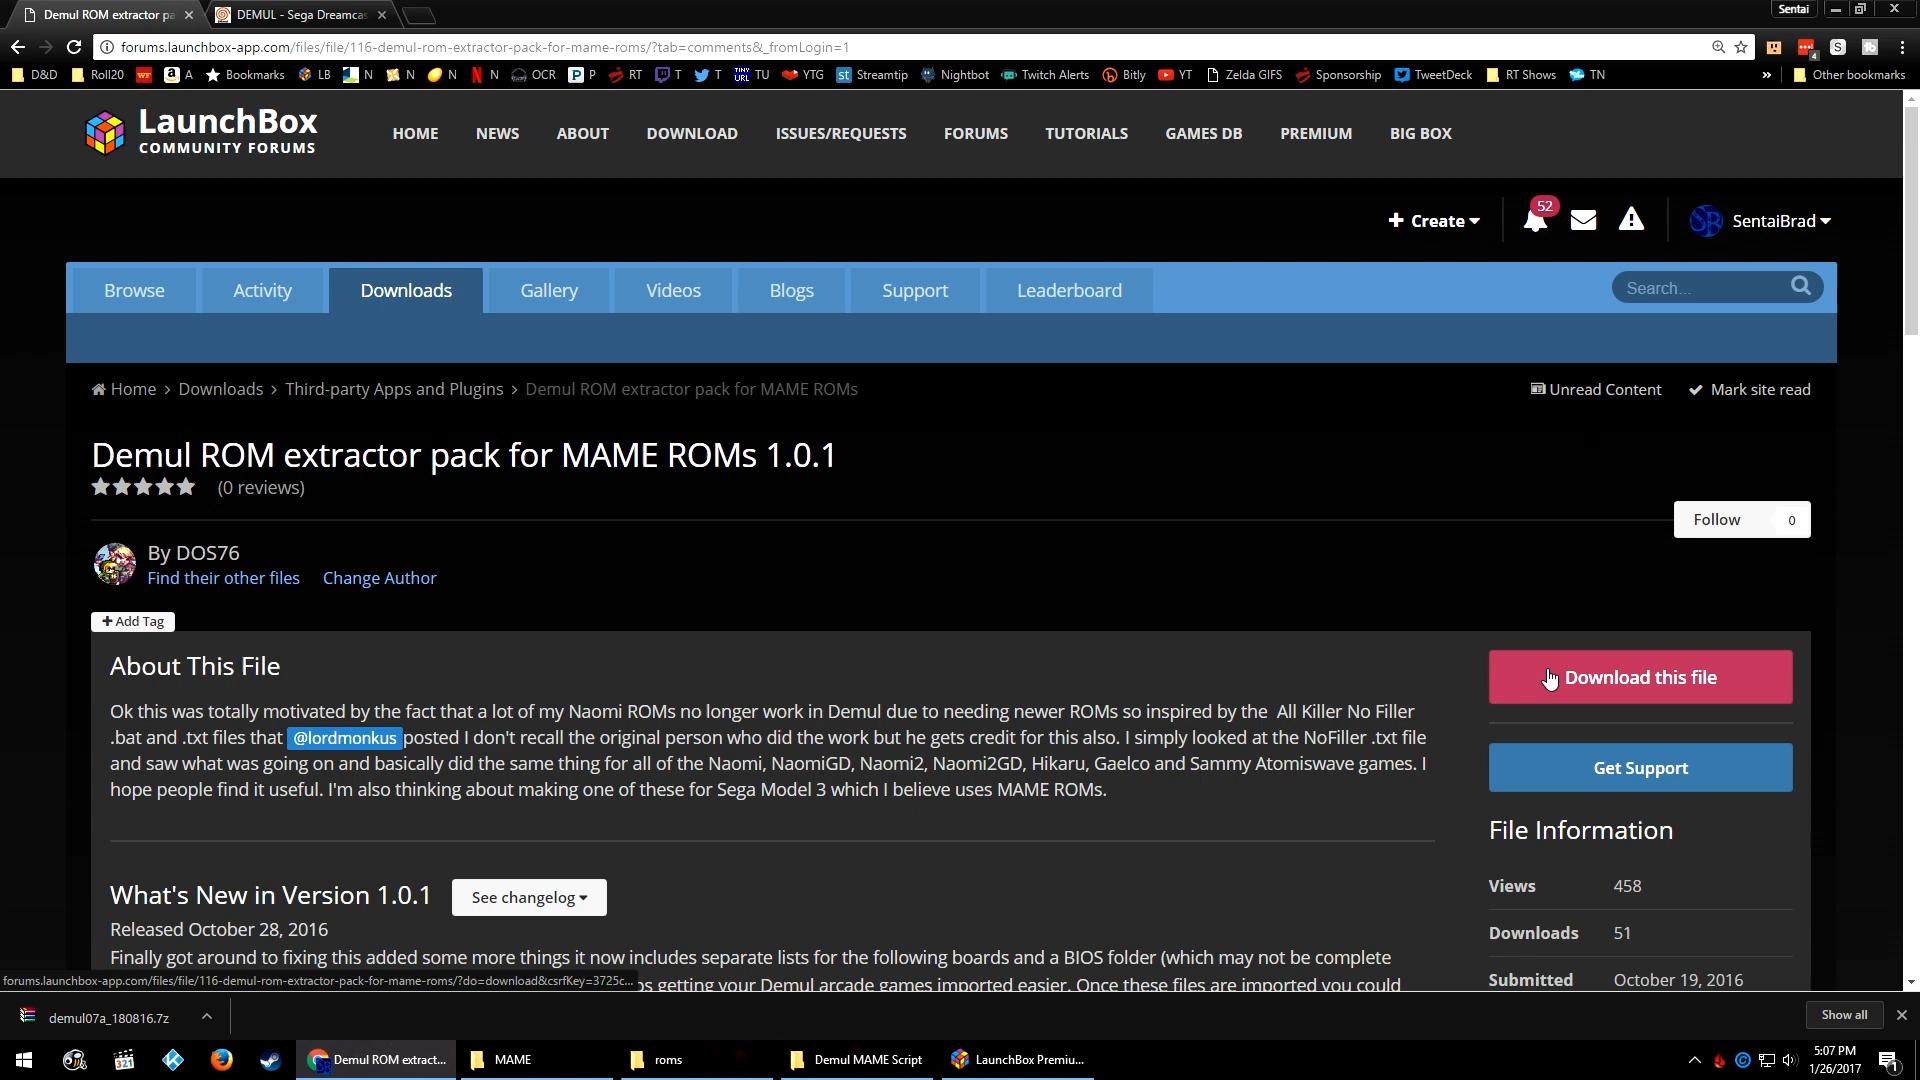 Demul ROM extractor pa
DEMUL - Sega Dreamcas
Sentai
forums.launchbox-app.com/files/file/116-demul-rom-extractor-pack-for-mame-roms/?tab=comments&_fromLogin=1
D&D Roll20 WF a A Bookmarks LB N N N N OCR P P RT T T TINY URL TU YTG st Streamtip Nightbot Twitch Alerts Bitly YT Zelda GIFS Sponsorship TweetDeck RT Shows TN » Other bookmarks
LaunchBox
COMMUNITY FORUMS
HOME NEWS ABOUT DOWNLOAD ISSUES/REQUESTS FORUMS TUTORIALS GAMES DB PREMIUM BIG BOX
+ Create 52 SentaiBrad
Browse Activity Downloads Gallery Videos Blogs Support Leaderboard Search...
Home > Downloads > Third-party Apps and Plugins > Demul ROM extractor pack for MAME ROMs
Unread Content Mark site read
Demul ROM extractor pack for MAME ROMs 1.0.1
(0 reviews)
Follow 0
By DOS76
Find their other files Change Author
+ Add Tag
About This File
Ok this was totally motivated by the fact that a lot of my Naomi ROMs no longer work in Demul due to needing newer ROMs so inspired by the All Killer No Filler
.bat and .txt files that @lordmonkus posted I don't recall the original person who did the work but he gets credit for this also. I simply looked at the NoFiller .txt file
and saw what was going on and basically did the same thing for all of the Naomi, NaomiGD, Naomi2, Naomi2GD, Hikaru, Gaelco and Sammy Atomiswave games. I
hope people find it useful. I'm also thinking about making one of these for Sega Model 3 which I believe uses MAME ROMs.
Download this file
Get Support
File Information
Views 458
Downloads 51
Submitted October 19, 2016
What's New in Version 1.0.1 See changelog
Released October 28, 2016
Finally got around to fixing this added some more things it now includes separate lists for the following boards and a BIOS folder (which may not be complete
getting your Demul arcade games imported easier. Once these files are imported you could
forums.launchbox-app.com/files/file/116-demul-rom-extractor-pack-for-mame-roms/?do=download&csrfKey=3725c...
demul07a_180816.7z
Show all
321 Demul ROM extract... MAME roms Demul MAME Script LaunchBox Premiu...
5:07 PM
1/26/2017
1